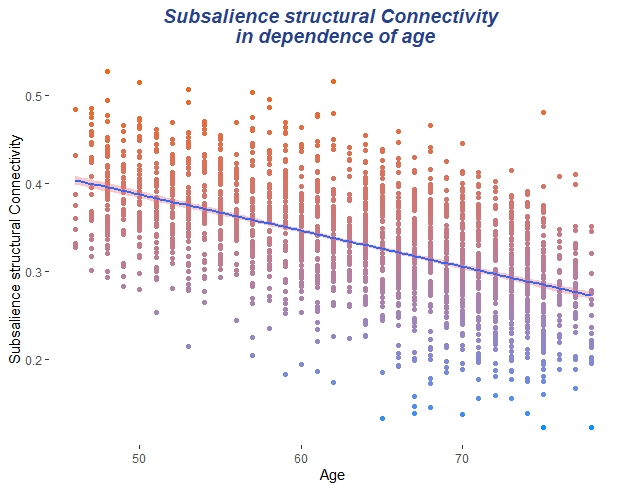 Subsalience structural Connectivity
in dependence of age
Subsalience structural Connectivity
0.5
0.4
0.3
0.2
50
60
70
Age